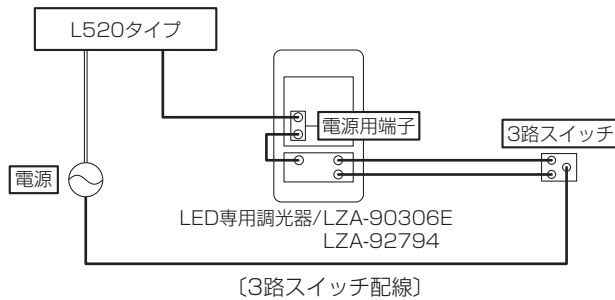 L520タイプ
電源用端子
3路スイッチ
電源
LED専用調光器/LZA-90306E
LZA-92794
〔3路スイッチ配線〕